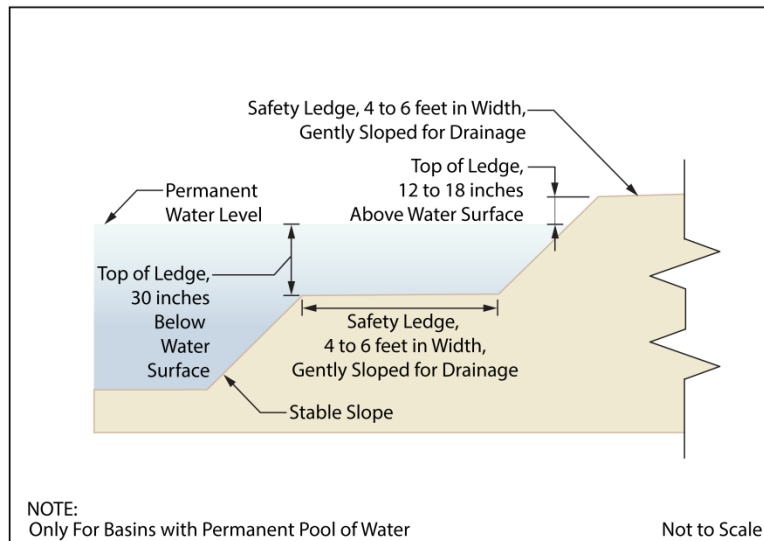 Safety Ledge, 4 to 6 feet in Width,
Gently Sloped for Drainage
Top of Ledge,
12 to 18 inches
Above Water Surface
Permanent
Water Level
Top of Ledge,
30 inches
Below
Water
Surface
Safety Ledge,
4 to 6 feet in Width,
Gently Sloped for Drainage
Stable Slope
NOTE:
Only For Basins with Permanent Pool of Water
Not to Scale